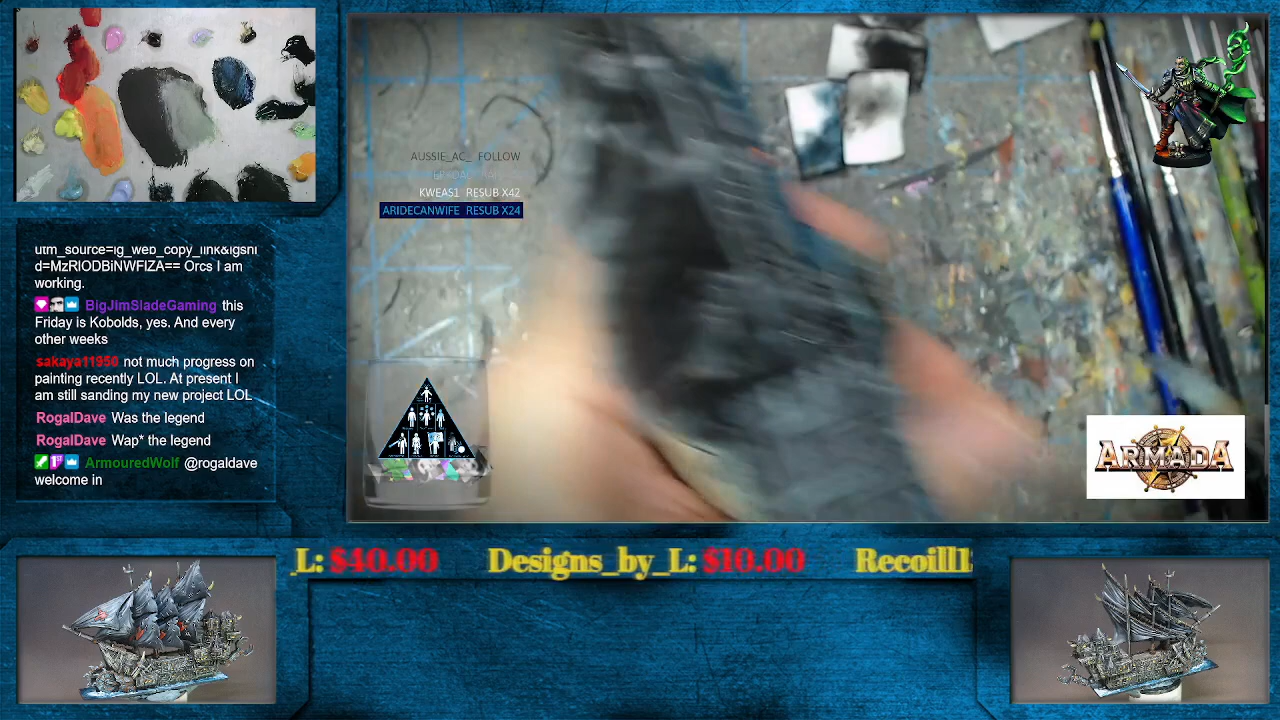 AUSSIE_AC_ FOLLOW
KWEAS1 RESUB X42
ARIDECANWIFE RESUB X24
utm_source=ig_web_copy_link&igshi
d=MzRlODBiNWFlZA== Orcs I am
working.
BigJimSladeGaming this
Friday is Kobolds, yes. And every
other weeks
sakaya11950 not much progress on
painting recently LOL. At present I
am still sanding my new project LOL
RogalDave Was the legend
RogalDave Wap* the legend
ArmouredWolf @rogaldave
welcome in
ARMADA
_L: $40.00 Designs_by_L: $10.00 Recoill1